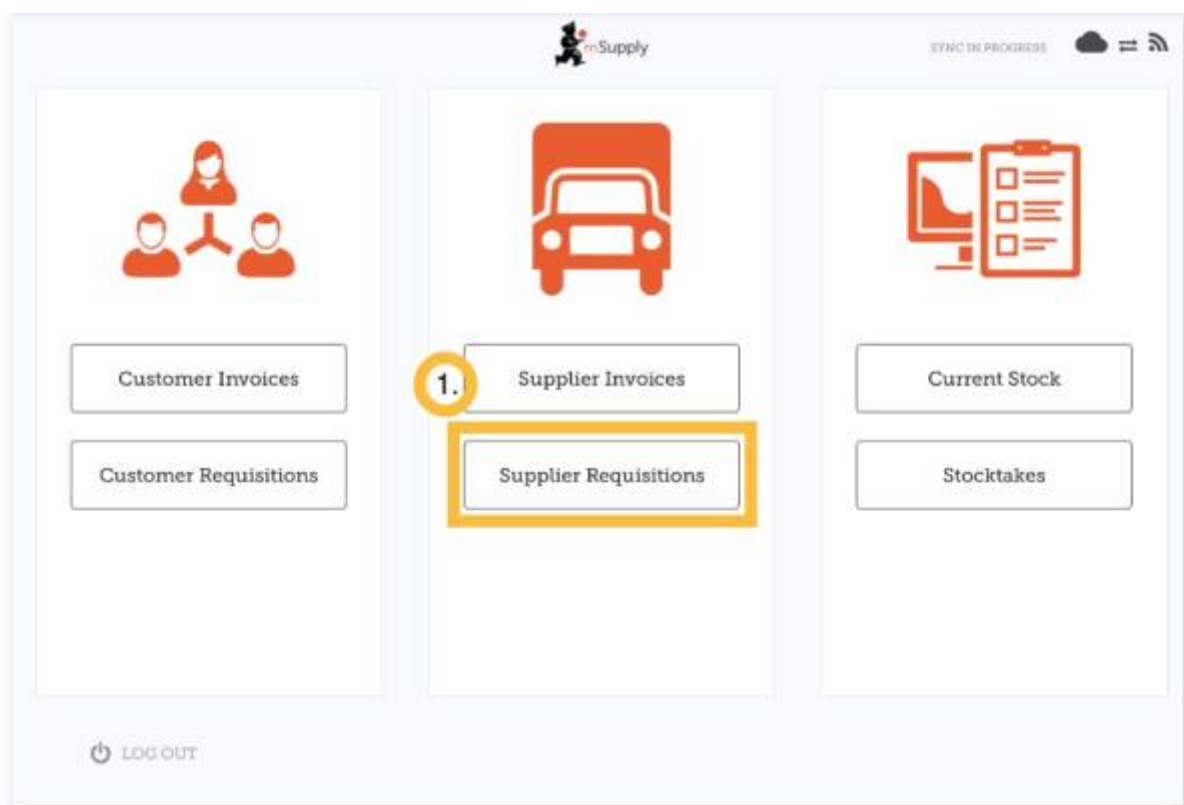 mSupply
SYNC IN PROGRESS
Customer Invoices
Customer Requisitions
1.
Supplier Invoices
Supplier Requisitions
Current Stock
Stocktakes
LOG OUT